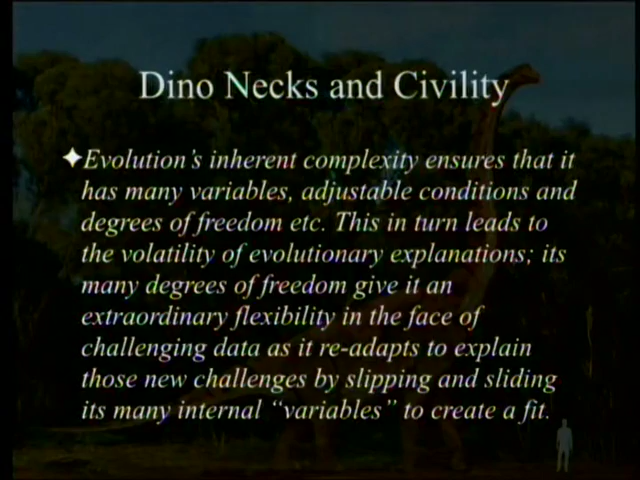 Dino Necks and Civility
✦Evolution's inherent complexity ensures that it
has many variables, adjustable conditions and
degrees of freedom etc. This in turn leads to
the volatility of evolutionary explanations; its
many degrees of freedom give it an
extraordinary flexibility in the face of
challenging data as it re-adapts to explain
those new challenges by slipping and sliding
its many internal “variables” to create a fit.